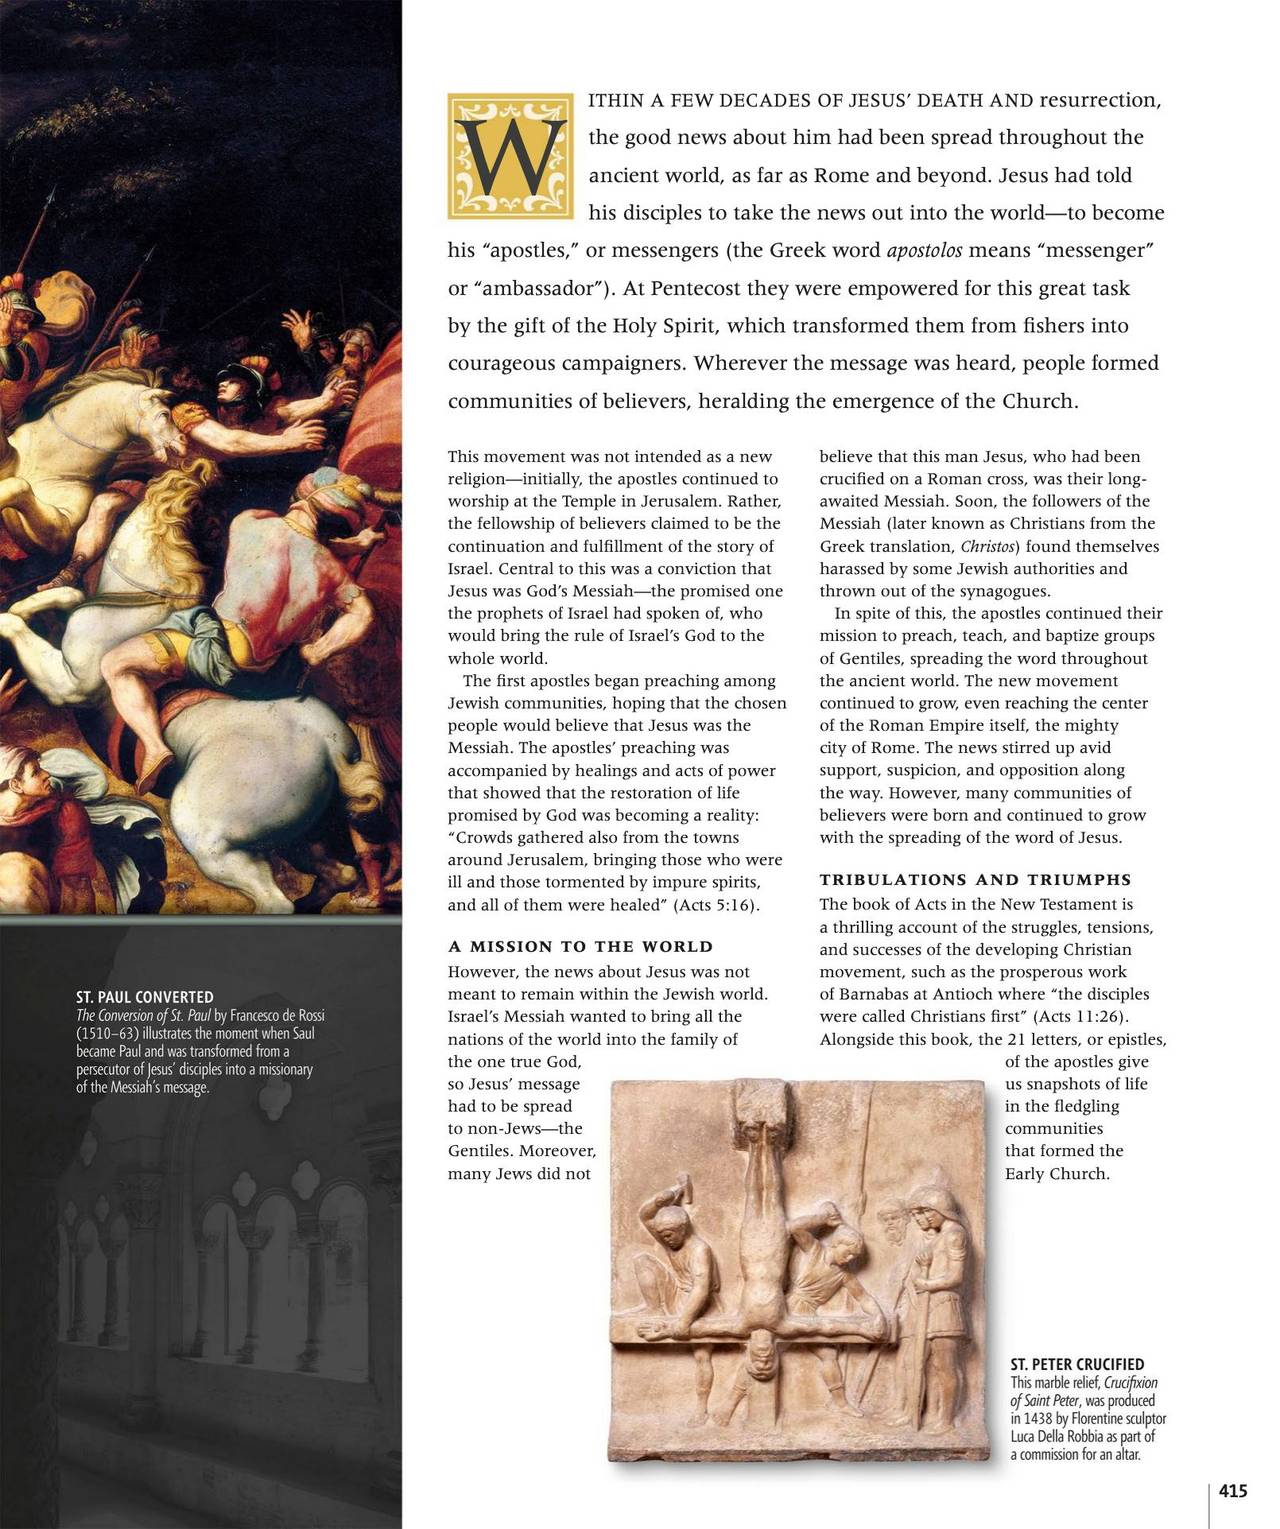 WITHIN A FEW DECADES OF JESUS’ DEATH AND resurrection,
the good news about him had been spread throughout the
ancient world, as far as Rome and beyond. Jesus had told
his disciples to take the news out into the world—to become
his “apostles,” or messengers (the Greek word apostolos means “messenger”
or “ambassador”). At Pentecost they were empowered for this great task
by the gift of the Holy Spirit, which transformed them from fishers into
courageous campaigners. Wherever the message was heard, people formed
communities of believers, heralding the emergence of the Church.
This movement was not intended as a new
religion—initially, the apostles continued to
worship at the Temple in Jerusalem. Rather,
the fellowship of believers claimed to be the
continuation and fulfillment of the story of
Israel. Central to this was a conviction that
Jesus was God’s Messiah—the promised one
the prophets of Israel had spoken of, who
would bring the rule of Israel’s God to the
whole world.
The first apostles began preaching among
Jewish communities, hoping that the chosen
people would believe that Jesus was the
Messiah. The apostles’ preaching was
accompanied by healings and acts of power
that showed that the restoration of life
promised by God was becoming a reality:
“Crowds gathered also from the towns
around Jerusalem, bringing those who were
ill and those tormented by impure spirits,
and all of them were healed” (Acts 5:16).
A MISSION TO THE WORLD
However, the news about Jesus was not
meant to remain within the Jewish world.
Israel’s Messiah wanted to bring all the
nations of the world into the family of
the one true God,
so Jesus’ message
had to be spread
to non-Jews—the
Gentiles. Moreover,
many Jews did not
believe that this man Jesus, who had been
crucified on a Roman cross, was their long-
awaited Messiah. Soon, the followers of the
Messiah (later known as Christians from the
Greek translation, Christos) found themselves
harassed by some Jewish authorities and
thrown out of the synagogues.
In spite of this, the apostles continued their
mission to preach, teach, and baptize groups
of Gentiles, spreading the word throughout
the ancient world. The new movement
continued to grow, even reaching the center
of the Roman Empire itself, the mighty
city of Rome. The news stirred up avid
support, suspicion, and opposition along
the way. However, many communities of
believers were born and continued to grow
with the spreading of the word of Jesus.
TRIBULATIONS AND TRIUMPHS
The book of Acts in the New Testament is
a thrilling account of the struggles, tensions,
and successes of the developing Christian
movement, such as the prosperous work
of Barnabas at Antioch where “the disciples
were called Christians first” (Acts 11:26).
Alongside this book, the 21 letters, or epistles,
of the apostles give
us snapshots of life
in the fledgling
communities
that formed the
Early Church.
ST. PAUL CONVERTED
The Conversion of St. Paul by Francesco de Rossi
(1510–63) illustrates the moment when Saul
became Paul and was transformed from a
persecutor of Jesus’ disciples into a missionary
of the Messiah’s message.
ST. PETER CRUCIFIED
This marble relief, Crucifixion
of Saint Peter, was produced
in 1438 by Florentine sculptor
Luca Della Robbia as part of
a commission for an altar.
415